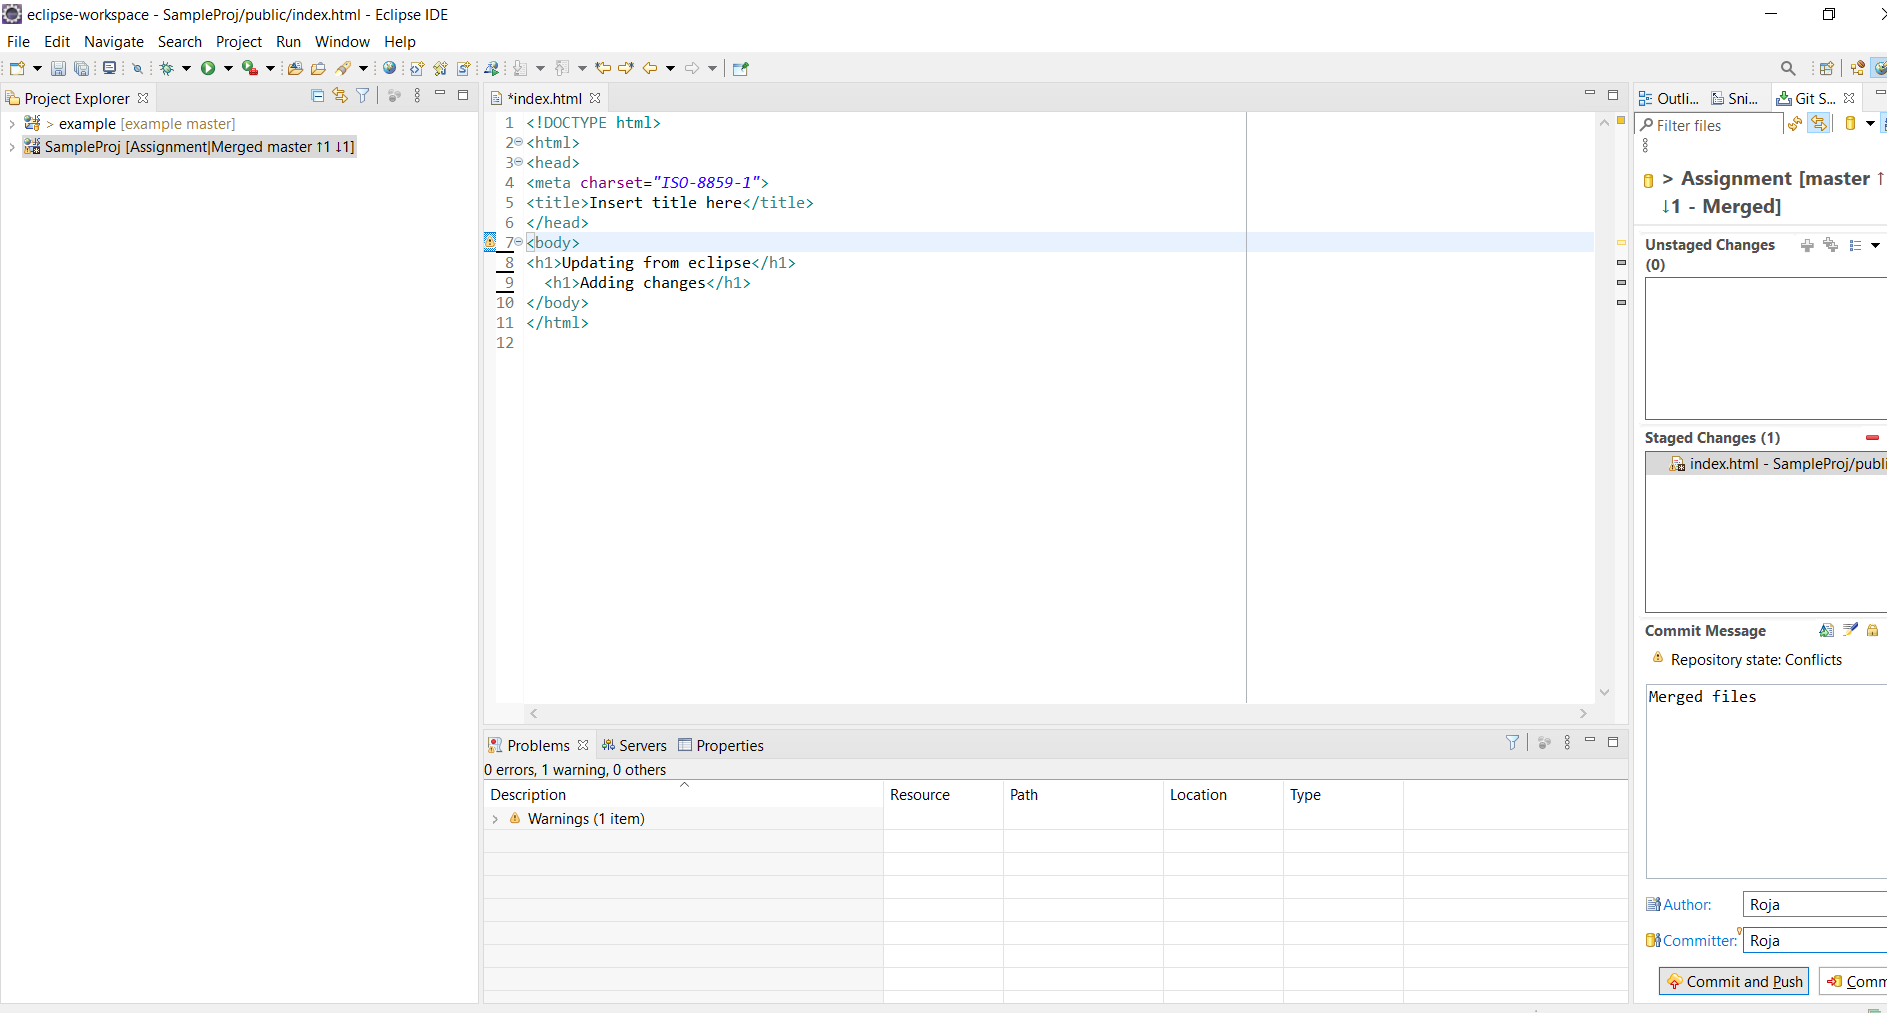 eclipse-workspace - SampleProj/public/index.html - Eclipse IDE
File Edit Navigate Search Project Run Window Help
Project Explorer
> example [example master]
SampleProj [Assignment|Merged master ↑1 ↓1]
*index.html
1 <!DOCTYPE html>
2 <html>
3 <head>
4 <meta charset="ISO-8859-1">
5 <title>Insert title here</title>
6 </head>
7 <body>
8 <h1>Updating from eclipse</h1>
9 <h1>Adding changes</h1>
10 </body>
11 </html>
12
Problems Servers Properties
0 errors, 1 warning, 0 others
Description Resource Path Location Type
Warnings (1 item)
Outli... Sni... Git S...
Filter files
> Assignment [master ↑
↓1 - Merged]
Unstaged Changes
(0)
Staged Changes (1)
index.html - SampleProj/publi
Commit Message
Repository state: Conflicts
Merged files
Author: Roja
Committer: Roja
Commit and Push Comm